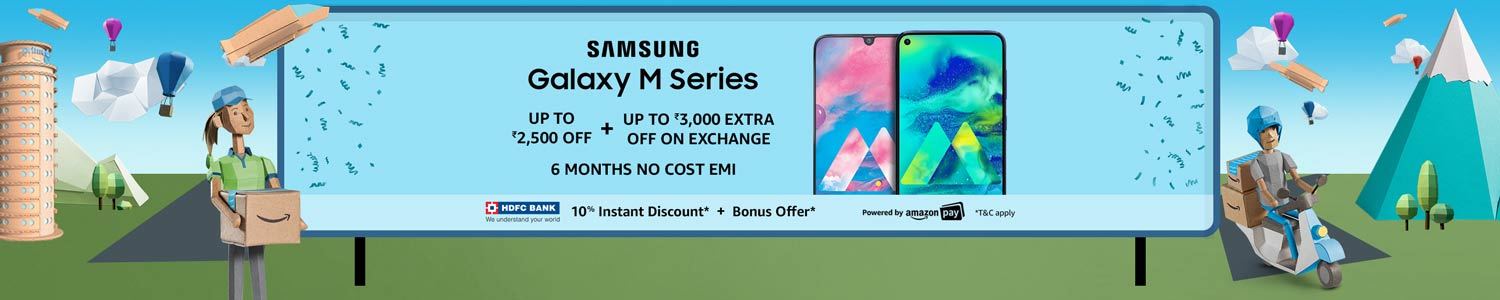 SAMSUNG
Galaxy M Series
UP TO
₹2,500 OFF
+
UP TO ₹3,000 EXTRA
OFF ON EXCHANGE
6 MONTHS NO COST EMI
HDFC BANK
We understand your world
10% Instant Discount* + Bonus Offer*
Powered by amazon pay
*T&C apply